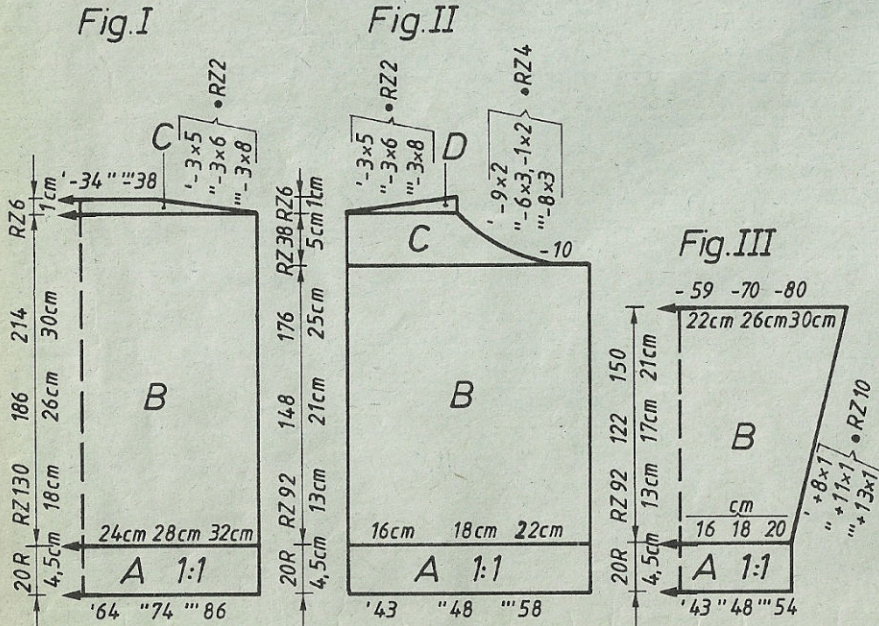 Fig.I
C
'-3×5
"-3×6
'''-3×8
•RZ2
'-34 " '''-38
1cm
RZ6
214
30cm
B
186
26cm
RZ130
18cm
24cm 28cm 32cm
20R
4,5cm
A 1:1
'64 "74 '''86
Fig.II
'-3×5
"-3×6
'''-3×8
•RZ2
D
'-9×2
"-6×3,-1×2
'''-8×3
•RZ4
RZ6
1cm
RZ38
5cm
C
-10
176
25cm
B
148
21cm
RZ92
13cm
16cm 18cm 22cm
20R
4,5cm
A 1:1
'43 "48 '''58
Fig.III
-59 -70 -80
22cm 26cm 30cm
150
21cm
B
122
17cm
RZ92
13cm
'+8×1
"+11×1
'''+13×1
•RZ10
cm
16 18 20
20R
4,5cm
A 1:1
'43 "48 '''54